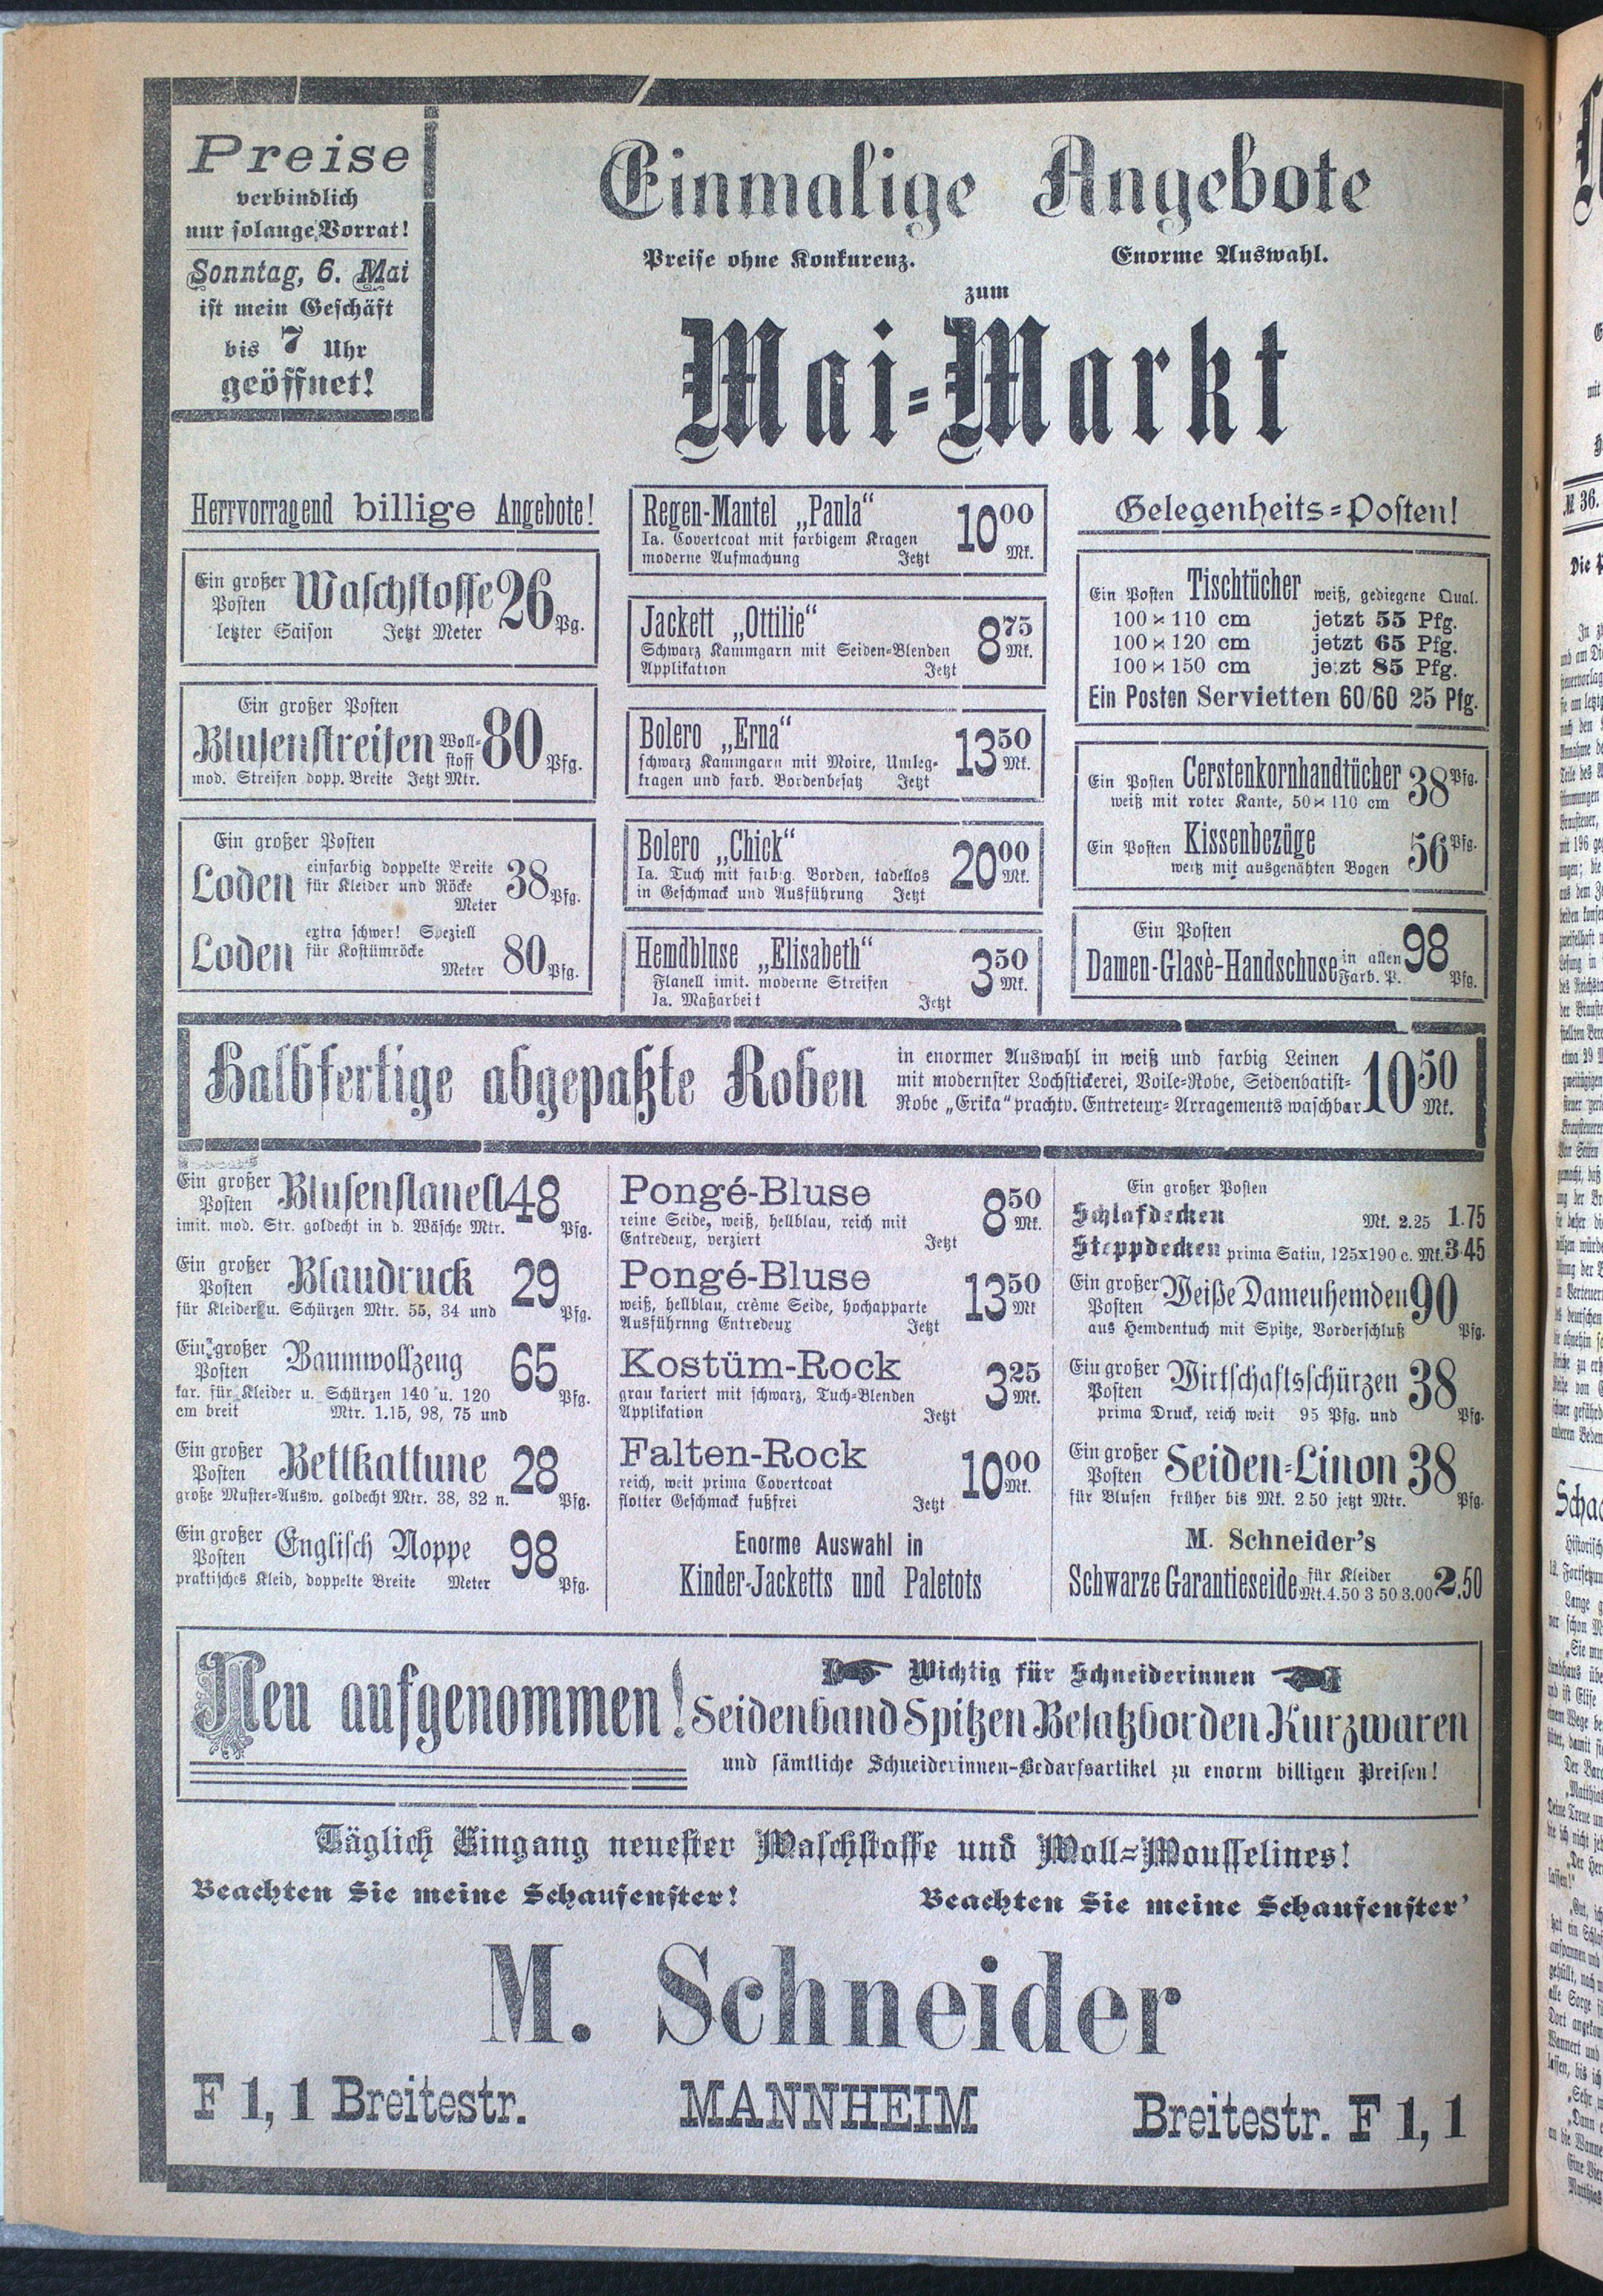 Preise
verbindlich
nur solange Vorrat!
Sonntag, 6. Mai
ist mein Geschäft
bis 7 Uhr
geöffnet!
Einmalige Angebote
Preise ohne Konkurenz. Enorme Auswahl.
zum
Mai-Markt
Herrvorragend billige Angebote!
Ein großer Posten Waschstoffe 26 Pg.
letzter Saison Jetzt Meter
Ein großer Posten
Blusenstreifen Woll-stoff 80 Pfg.
mod. Streifen dopp. Breite Jetzt Mtr.
Ein großer Posten
Loden einfarbig doppelte Breite
für Kleider und Röcke 38 Pfg.
Meter
Loden extra schwer! Speziell
für Kostümröcke
Meter 80 Pfg.
Regen-Mantel „Paula“ 10 00 Mk.
Ia. Covertcoat mit farbigem Kragen
moderne Aufmachung Jetzt
Jackett „Ottilie“ 8 75 Mk.
Schwarz Kammgarn mit Seiden-Blenden
Applikation Jetzt
Bolero „Erna“ 13 50 Mk.
schwarz Kammgarn mit Moire, Umleg-
kragen und farb. Bordenbesatz Jetzt
Bolero „Chick“ 20 00 Mk.
Ia. Tuch mit farbig. Borden, tadellos
in Geschmack und Ausführung Jetzt
Hemdbluse „Elisabeth“ 3 50 Mk.
Flanell imit. moderne Streifen
Ia. Maßarbeit Jetzt
Gelegenheits-Posten!
Ein Posten Tischtücher weiß, gediegene Qual.
100 × 110 cm jetzt 55 Pfg.
100 × 120 cm jetzt 65 Pfg.
100 × 150 cm jetzt 85 Pfg.
Ein Posten Servietten 60/60 25 Pfg.
Ein Posten Cerstenkornhandtücher 38 Pfg.
weiß mit roter Kante, 50 × 110 cm
Ein Posten Kissenbezüge 56 Pfg.
weiß mit ausgenähten Bogen
Ein Posten
Damen-Glasè-Handschuse in allen Farb. P. 98 Pfg.
Halbfertige abgepaßte Roben
in enormer Auswahl in weiß und farbig Leinen
mit modernster Lochstickerei, Voile-Robe, Seidenbatist-
Robe „Erika“ prachtv. Entreteux-Arragements waschbar 10 50 Mk.
Ein großer Posten Blusenflanell 48 Pfg.
imit. mod. Str. goldecht in d. Wäsche Mtr.
Ein großer Posten Blaudruck 29 Pfg.
für Kleider u. Schürzen Mtr. 55, 34 und
Ein großer Posten Baumwollzeug 65 Pfg.
kar. für Kleider u. Schürzen 140 u. 120
cm breit Mtr. 1.15, 98, 75 und
Ein großer Posten Bettkattune 28 Pfg.
große Muster-Ausw. goldecht Mtr. 38, 32 n.
Ein großer Posten Englisch Noppe 98 Pfg.
praktisches Kleid, doppelte Breite Meter
Pongé-Bluse 8 50 Mk.
reine Seide, weiß, hellblau, reich mit
Entredeux, verziert Jetzt
Pongé-Bluse 13 50 Mk
weiß, hellblau, crême Seide, hochapparte
Ausführnng Entredeux Jetzt
Kostüm-Rock 3 25 Mk.
grau kariert mit schwarz, Tuch-Blenden
Applikation Jetzt
Falten-Rock 10 00 Mk.
reich, weit prima Covertcoat
flotter Geschmack fußfrei Jetzt
Enorme Auswahl in
Kinder-Jacketts und Paletots
Ein großer Posten
Schlafdecken Mk. 2.25 1.75
Steppdecken prima Satin, 125x190 c. Mk. 3.45
Ein großer Posten Weiße Damenhemden 90 Pfg.
aus Hemdentuch mit Spitze, Vorderschluß
Ein großer Posten Wirtschaftsschürzen 38 Pfg.
prima Druck, reich weit 95 Pfg. und
Ein großer Posten Seiden-Linon 38 Pfg.
für Blusen früher bis Mk. 2.50 jetzt Mtr.
M. Schneider's
Schwarze Garantieseide für Kleider
Mk. 4.50 3 50 3.00 2.50
Neu aufgenommen!
Wichtig für Schneiderinnen
Seidenband Spitzen Besatzborden Kurzwaren
und sämtliche Schneiderinnen-Bedarfsartikel zu enorm billigen Preisen!
Täglich Eingang neuester Waschstoffe und Woll-Mousselines!
Beachten Sie meine Schaufenster! Beachten Sie meine Schaufenster'
M. Schneider
F 1, 1 Breitestr. MANNHEIM Breitestr. F 1, 1
№ 36.